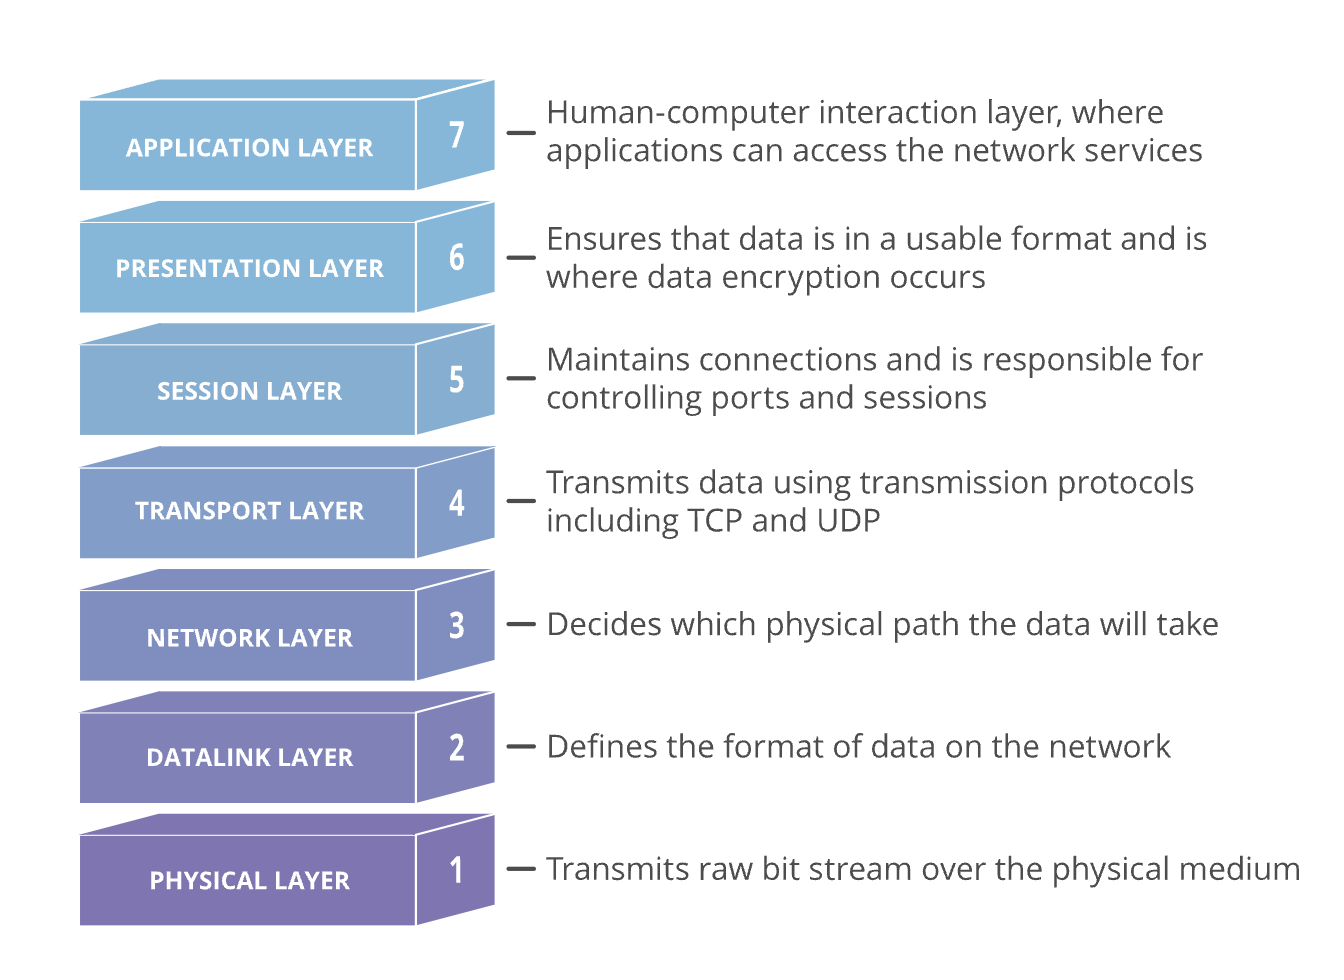 APPLICATION LAYER
7
Human-computer interaction layer, where
applications can access the network services
PRESENTATION LAYER
6
Ensures that data is in a usable format and is
where data encryption occurs
SESSION LAYER
5
Maintains connections and is responsible for
controlling ports and sessions
TRANSPORT LAYER
4
Transmits data using transmission protocols
including TCP and UDP
NETWORK LAYER
3
Decides which physical path the data will take
DATALINK LAYER
2
Defines the format of data on the network
PHYSICAL LAYER
1
Transmits raw bit stream over the physical medium